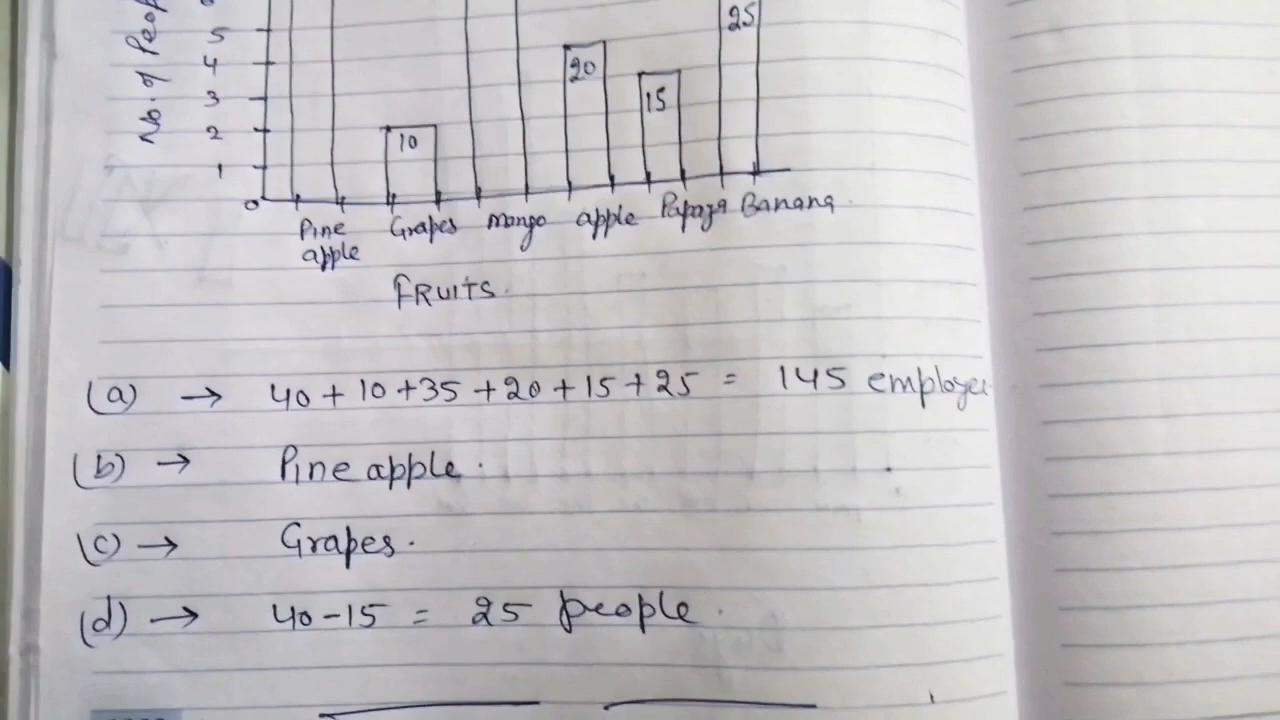 No. of Peop
5
4
3
2
1
0
10
20
15
25
Pine apple
Grapes
mango
apple
Papaya
Banana.
FRUITS.
(a) → 40 + 10 + 35 + 20 + 15 + 25 = 145 employee
(b) → Pine apple.
(c) → Grapes.
(d) → 40 - 15 = 25 people.